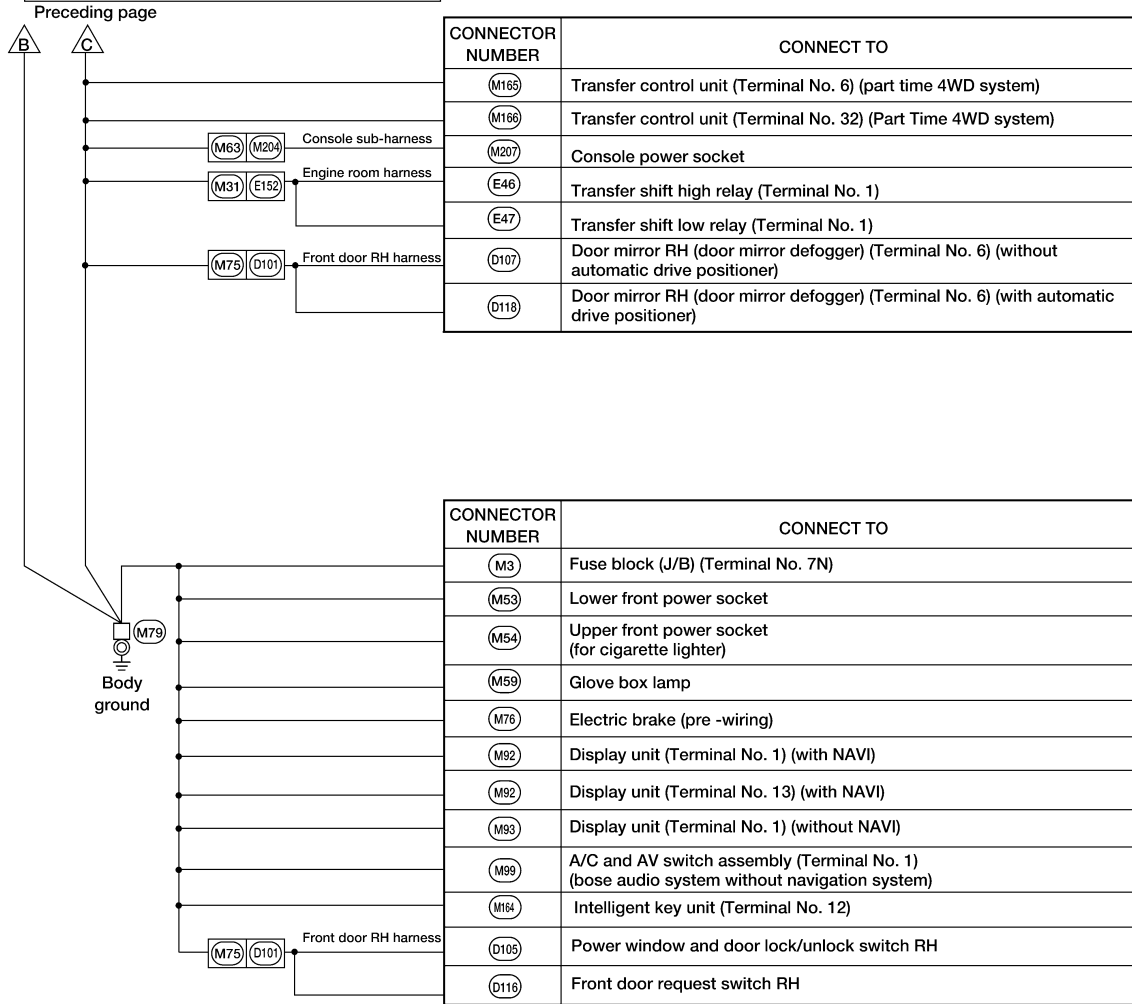 Preceding page
B
C
CONNECTOR NUMBER
CONNECT TO
M165
Transfer control unit (Terminal No. 6) (part time 4WD system)
M166
Transfer control unit (Terminal No. 32) (Part Time 4WD system)
M63
M204
Console sub-harness
M207
Console power socket
M31
E152
Engine room harness
E46
Transfer shift high relay (Terminal No. 1)
E47
Transfer shift low relay (Terminal No. 1)
M75
D101
Front door RH harness
D107
Door mirror RH (door mirror defogger) (Terminal No. 6) (without
automatic drive positioner)
D118
Door mirror RH (door mirror defogger) (Terminal No. 6) (with automatic
drive positioner)
CONNECTOR NUMBER
CONNECT TO
M3
Fuse block (J/B) (Terminal No. 7N)
M53
Lower front power socket
M79
Body
ground
M54
Upper front power socket
(for cigarette lighter)
M59
Glove box lamp
M76
Electric brake (pre -wiring)
M92
Display unit (Terminal No. 1) (with NAVI)
M92
Display unit (Terminal No. 13) (with NAVI)
M93
Display unit (Terminal No. 1) (without NAVI)
M99
A/C and AV switch assembly (Terminal No. 1)
(bose audio system without navigation system)
M164
Intelligent key unit (Terminal No. 12)
M75
D101
Front door RH harness
D105
Power window and door lock/unlock switch RH
D116
Front door request switch RH